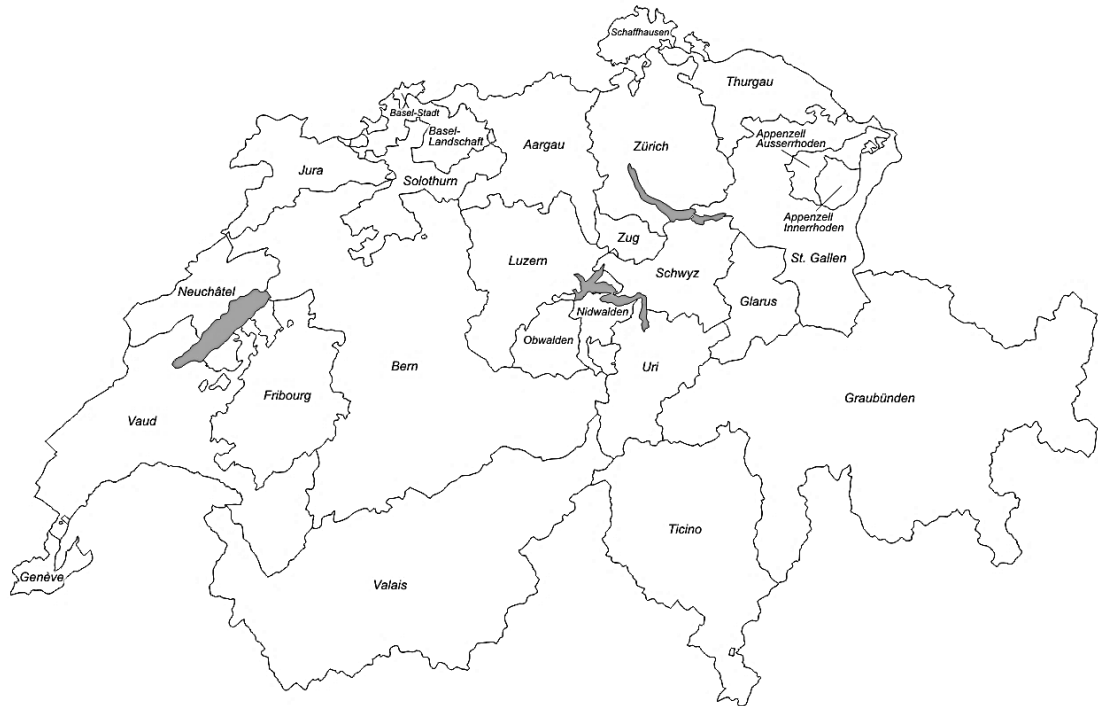 Schaffhausen
Thurgau
Basel-Stadt
Basel-
Landschaft
Aargau
Zürich
Appenzell
Ausserrhoden
Jura
Solothurn
Appenzell
Innerrhoden
Zug
Luzern
Schwyz
St. Gallen
Neuchâtel
Glarus
Nidwalden
Obwalden
Bern
Uri
Fribourg
Graubünden
Vaud
Ticino
Genève
Valais